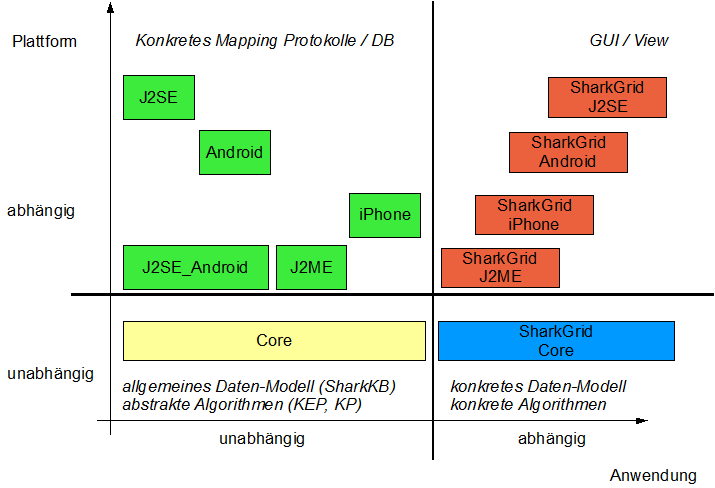 Plattform
Konkretes Mapping Protokolle / DB
GUI / View
J2SE
SharkGrid
J2SE
Android
SharkGrid
Android
abhängig
iPhone
SharkGrid
iPhone
J2SE_Android
J2ME
SharkGrid
J2ME
unabhängig
Core
SharkGrid
Core
allgemeines Daten-Modell (SharkKB)
abstrakte Algorithmen (KEP, KP)
konkretes Daten-Modell
konkrete Algorithmen
unabhängig
abhängig
Anwendung